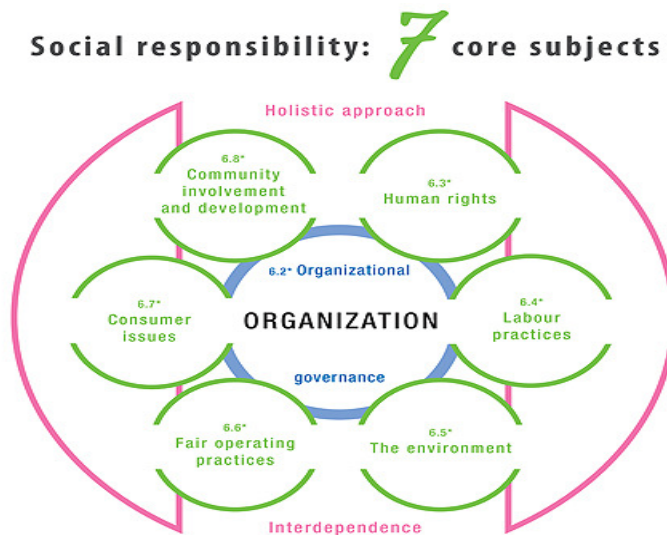 Social responsibility: 7 core subjects
Holistic approach
6.8*
Community
involvement
and development
6.3*
Human rights
6.2* Organizational
6.7*
Consumer
issues
ORGANIZATION
6.4*
Labour
practices
governance
6.6*
Fair operating
practices
6.5*
The environment
Interdependence